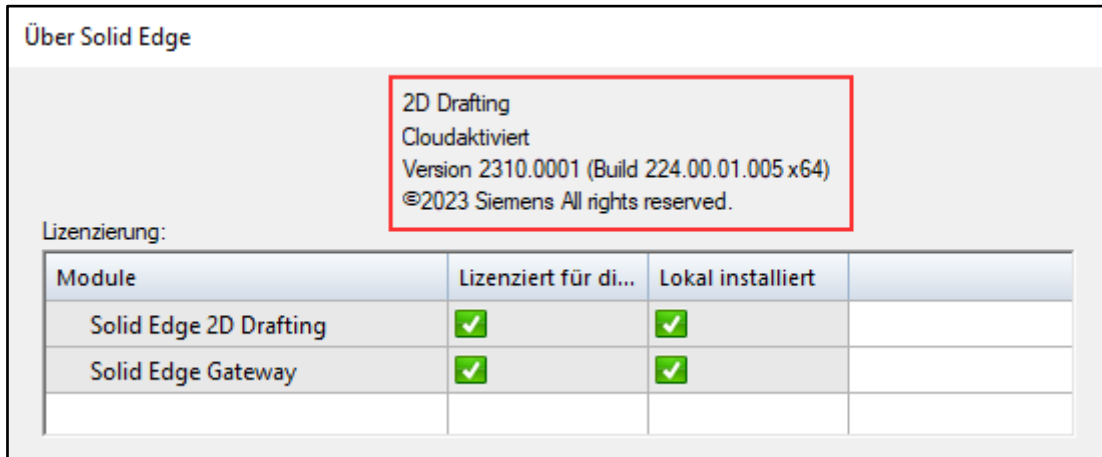 Über Solid Edge
2D Drafting
Cloudaktiviert
Version 2310.0001 (Build 224.00.01.005 x64)
©2023 Siemens All rights reserved.
Lizenzierung:
Module Lizenziert für di... Lokal installiert
Solid Edge 2D Drafting
Solid Edge Gateway